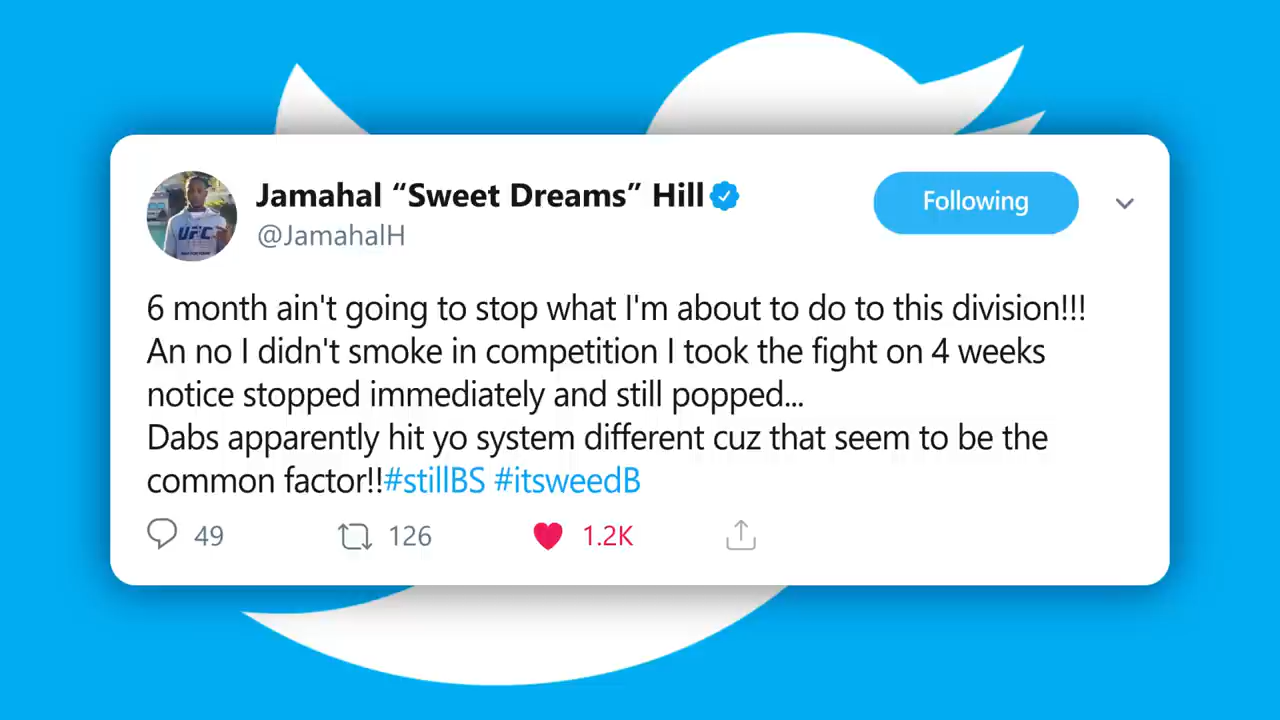 Jamahal “Sweet Dreams” Hill
@JamahalH
Following
UFC
6 month ain't going to stop what I'm about to do to this division!!!
An no I didn't smoke in competition I took the fight on 4 weeks
notice stopped immediately and still popped...
Dabs apparently hit yo system different cuz that seem to be the
common factor!!#stillBS #itsweedB
49
126
1.2K